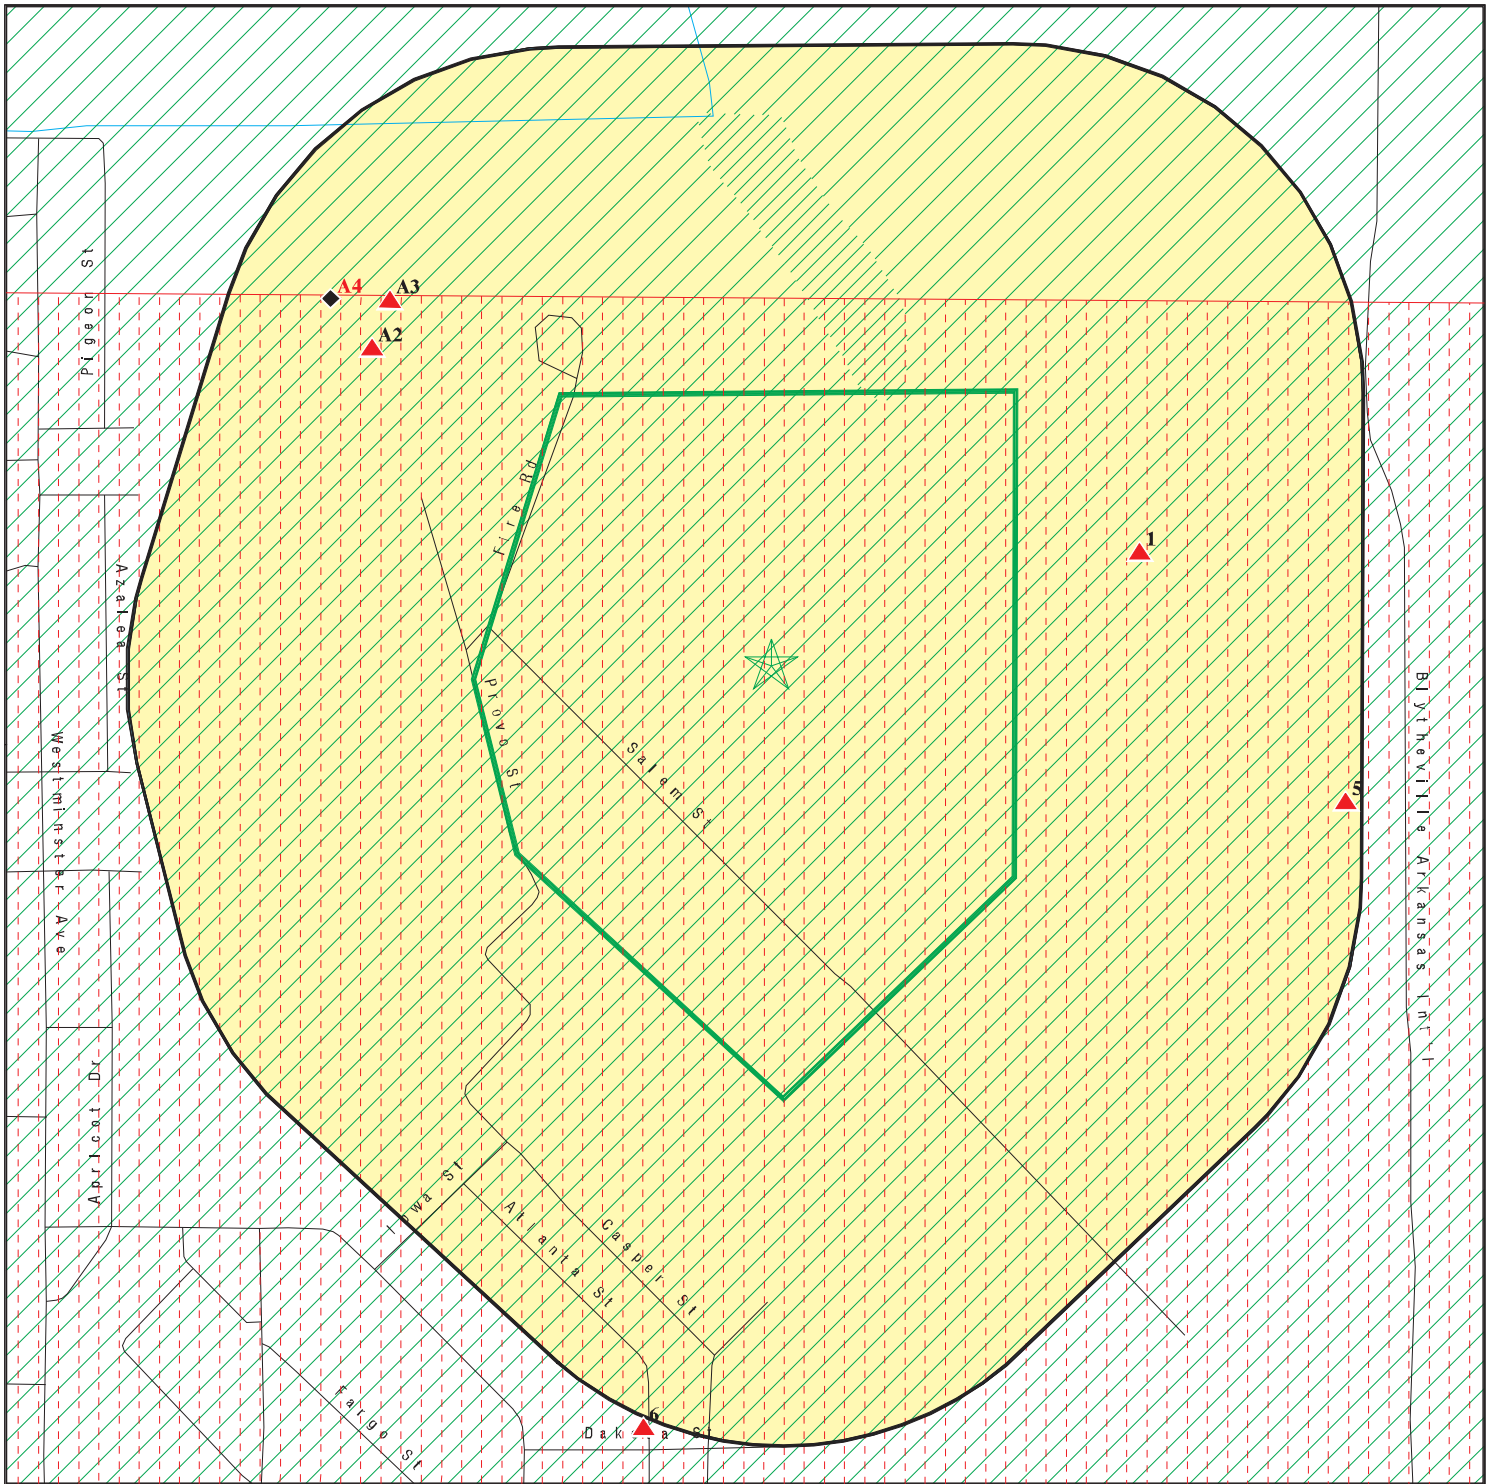 Pigeon St
A4
A3
A2
Fire Rd
1
Azalea St
Provo St
Salem St
Westminster Ave
5
Blytheville Arkansas Intl
Apricot Dr
Iowa St
Atlanta St
Casper St
Fargo St
6
St